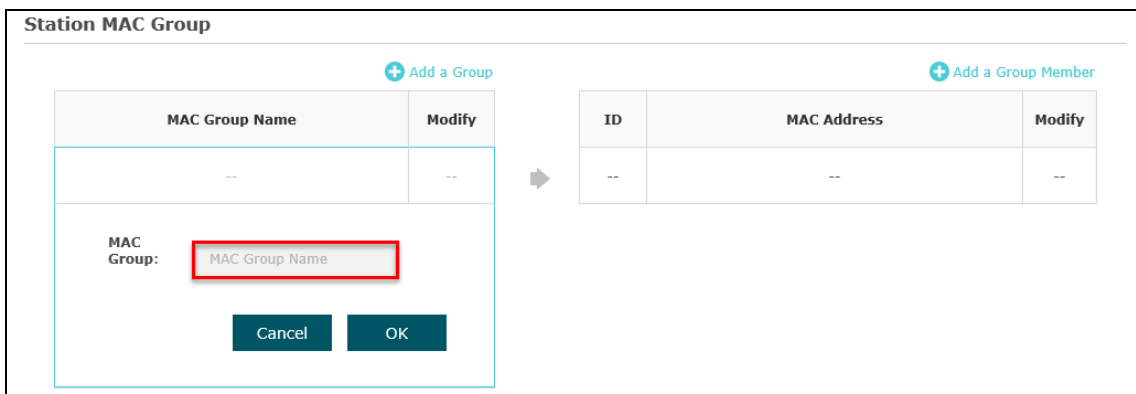 Station MAC Group
Add a Group
Add a Group Member
MAC Group Name Modify
ID MAC Address Modify
-- --
-- -- --
MAC
Group:
MAC Group Name
Cancel OK